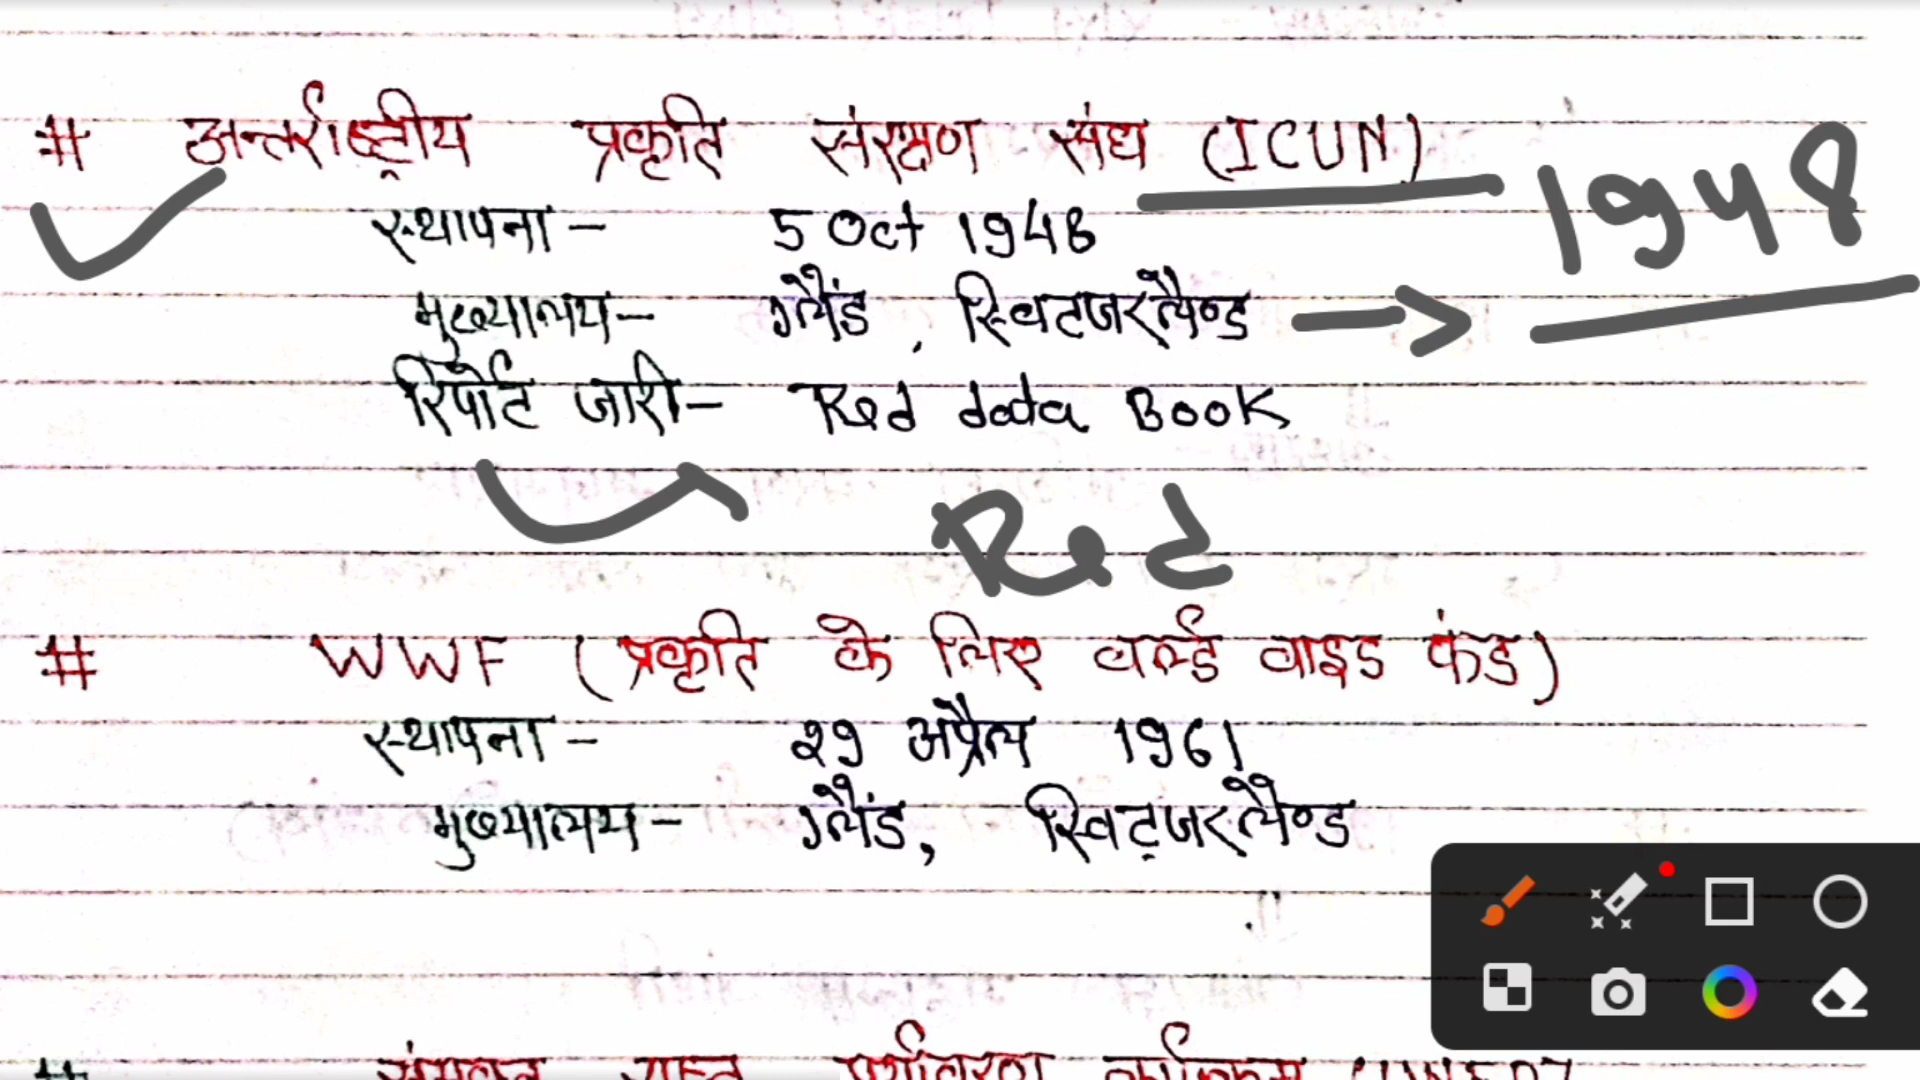 # अन्तर्राष्ट्रीय प्रकृति संरक्षण संघ (ICUN)
1948
स्थापना - 5 Oct 1948
मुख्यालय - ग्लैंड, स्विटजरलैण्ड →
रिपोर्ट जारी - Red data Book
Red
# WWF (प्रकृति के लिए वर्ल्ड वाइड फंड)
स्थापना - 29 अप्रैल 1961
मुख्यालय - ग्लैंड, स्विट्जरलैण्ड